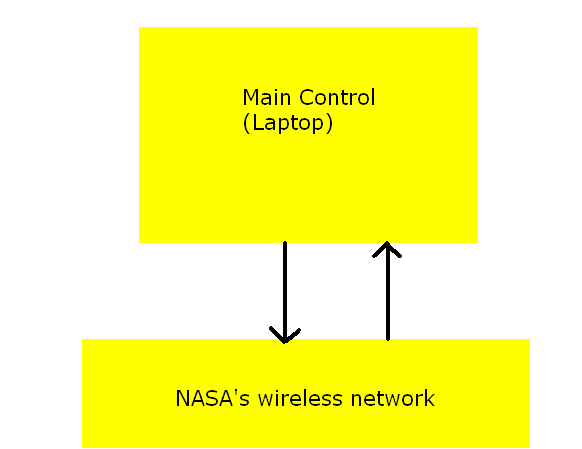 Main Control
(Laptop)
NASA's wireless network